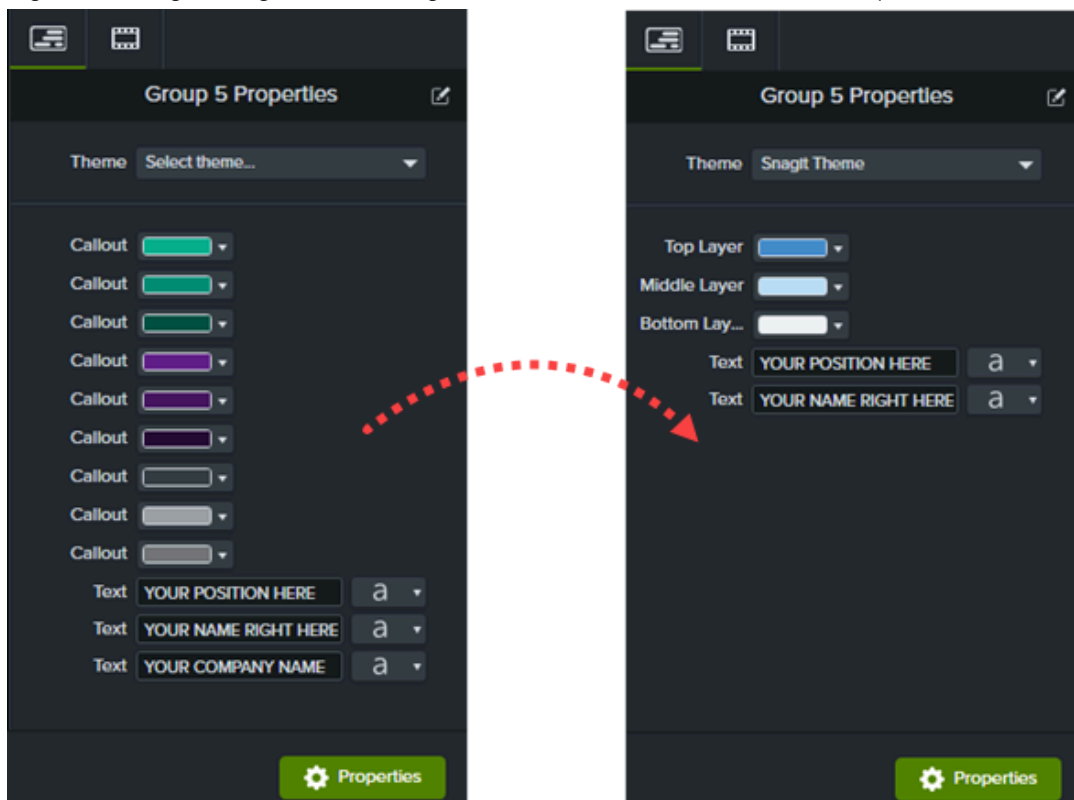 Group 5 Properties
Theme Select theme...
Callout
Callout
Callout
Callout
Callout
Callout
Callout
Callout
Callout
Text YOUR POSITION HERE a
Text YOUR NAME RIGHT HERE a
Text YOUR COMPANY NAME a
Properties
Group 5 Properties
Theme SnagIt Theme
Top Layer
Middle Layer
Bottom Lay...
Text YOUR POSITION HERE a
Text YOUR NAME RIGHT HERE a
Properties